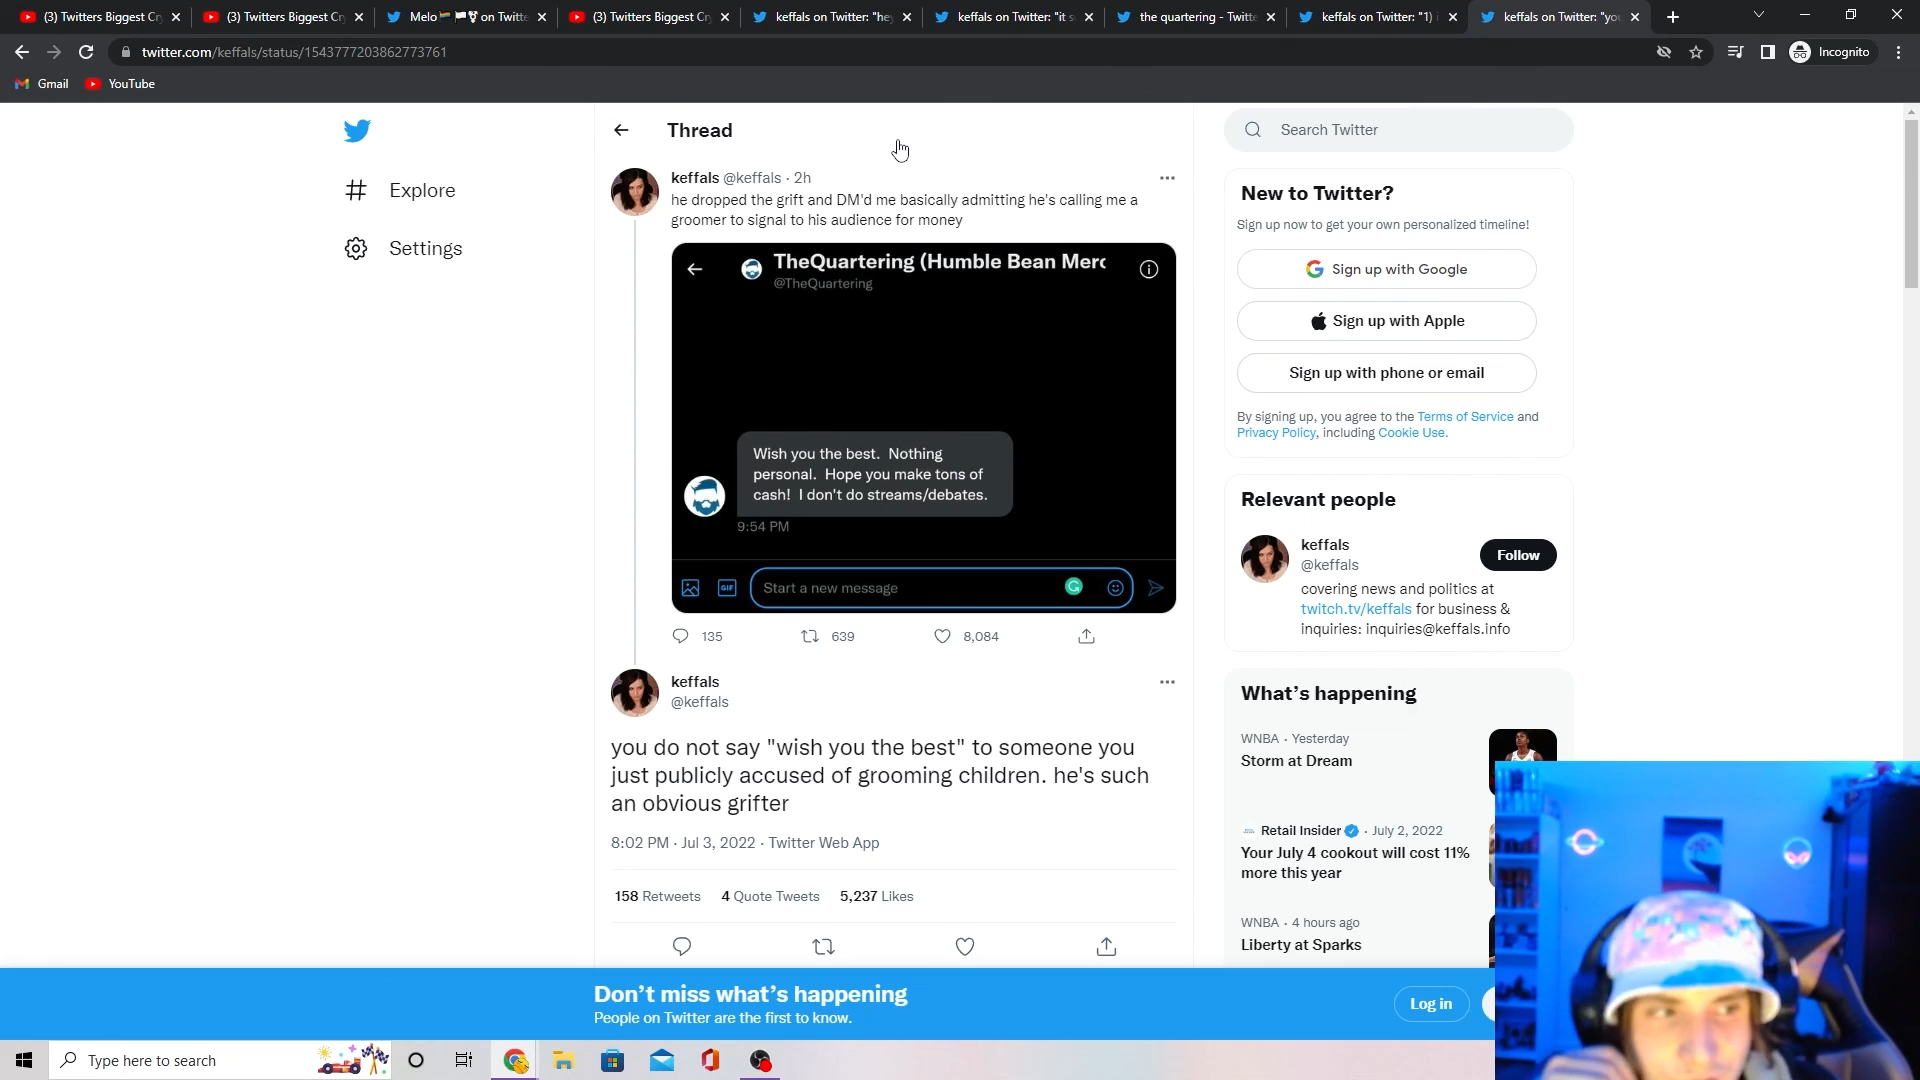 (3) Twitters Biggest Cr
(3) Twitters Biggest Cr
Melo on Twitte
(3) Twitters Biggest Cr
keffals on Twitter: "hey
keffals on Twitter: "it s
the quartering - Twitte
keffals on Twitter: "1) i
keffals on Twitter: "you
twitter.com/keffals/status/1543777203862773761
Incognito
Gmail
YouTube
Thread
Search Twitter
Explore
Settings
keffals @keffals · 2h
he dropped the grift and DM'd me basically admitting he's calling me a
groomer to signal to his audience for money
TheQuartering (Humble Bean Merc
@TheQuartering
Wish you the best. Nothing
personal. Hope you make tons of
cash! I don't do streams/debates.
9:54 PM
GIF
Start a new message
135
639
8,084
keffals
@keffals
you do not say "wish you the best" to someone you
just publicly accused of grooming children. he's such
an obvious grifter
8:02 PM · Jul 3, 2022 · Twitter Web App
158 Retweets 4 Quote Tweets 5,237 Likes
New to Twitter?
Sign up now to get your own personalized timeline!
Sign up with Google
Sign up with Apple
Sign up with phone or email
By signing up, you agree to the Terms of Service and
Privacy Policy, including Cookie Use.
Relevant people
keffals
@keffals
Follow
covering news and politics at
twitch.tv/keffals for business &
inquiries: inquiries@keffals.info
What's happening
WNBA · Yesterday
Storm at Dream
Retail Insider · July 2, 2022
Your July 4 cookout will cost 11%
more this year
WNBA · 4 hours ago
Liberty at Sparks
Don't miss what's happening
People on Twitter are the first to know.
Log in
Type here to search